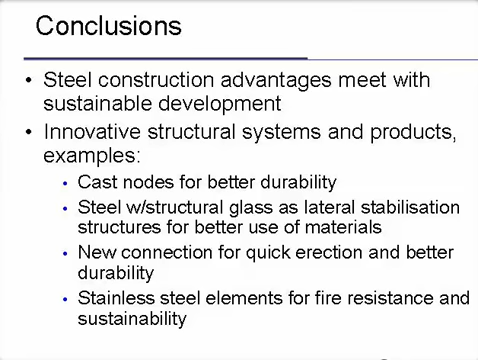 Conclusions
• Steel construction advantages meet with
sustainable development
• Innovative structural systems and products,
examples:
• Cast nodes for better durability
• Steel w/structural glass as lateral stabilisation
structures for better use of materials
• New connection for quick erection and better
durability
• Stainless steel elements for fire resistance and
sustainability